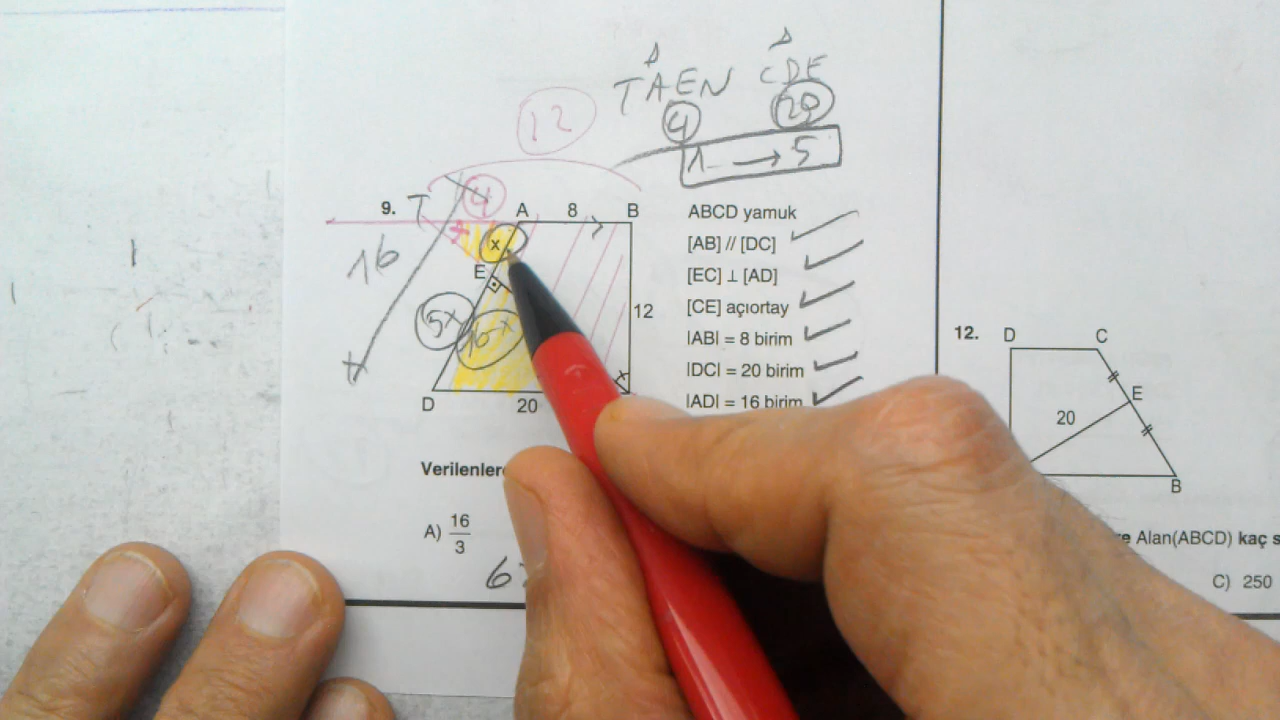 TAEN CDE
4 20
1 → 5
12
4
T
16
9.
A 8 B
x
E
5x
16-x
12
D 20
ABCD yamuk
[AB] // [DC]
[EC] ⊥ [AD]
[CE] açıortay
|AB| = 8 birim
|DC| = 20 birim
|AD| = 16 birim
Verilenler
A) 16/3
6
12.
D C
E
20
B
Alan(ABCD) kaç s
C) 250